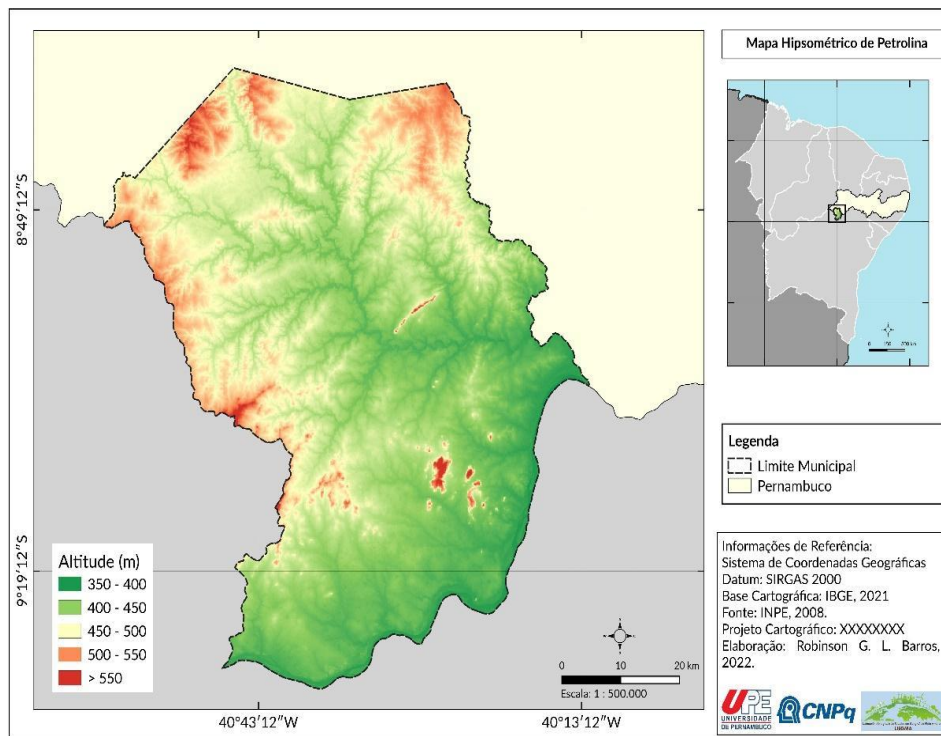 Mapa Hipsométrico de Petrolina
8°49'12"S
9°19'12"S
40°43'12"W
40°13'12"W
Altitude (m)
350 - 400
400 - 450
450 - 500
500 - 550
> 550
0 10 20 km
Escala: 1 : 500.000
Legenda
Limite Municipal
Pernambuco
Informações de Referência:
Sistema de Coordenadas Geográficas
Datum: SIRGAS 2000
Base Cartográfica: IBGE, 2021
Fonte: INPE, 2008.
Projeto Cartográfico: XXXXXXXX
Elaboração: Robinson G. L. Barros,
2022.
UPE
UNIVERSIDADE
DE PERNAMBUCO
CNPq